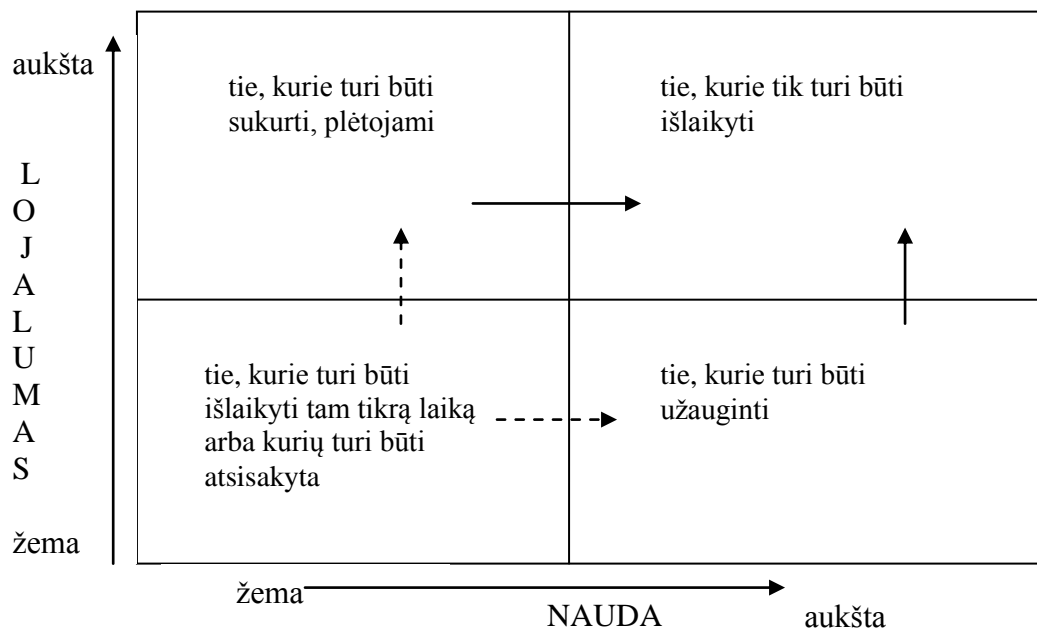 aukšta
tie, kurie turi būti
sukurti, plėtojami
tie, kurie tik turi būti
išlaikyti
L
O
J
A
L
U
M
A
S
tie, kurie turi būti
išlaikyti tam tikrą laiką
arba kurių turi būti
atsisakyta
tie, kurie turi būti
užauginti
žema
žema
NAUDA
aukšta